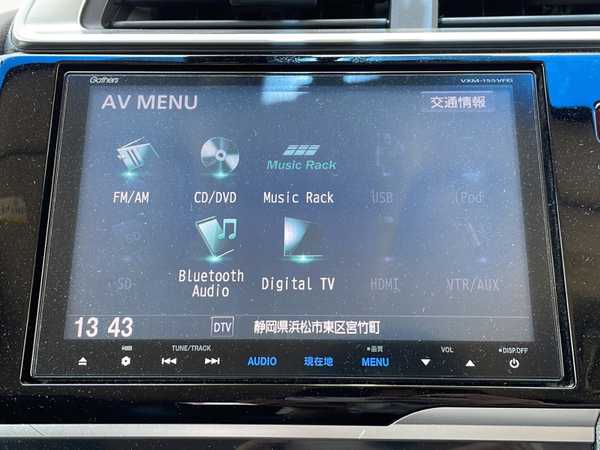 Gathers VXM-155VFEi
AV MENU 交通情報
Music Rack
FM/AM CD/DVD Music Rack USB iPod
SD Bluetooth Audio Digital TV HDMI VTR/AUX
13 43 DTV 静岡県浜松市東区宮竹町
TUNE/TRACK ●画質 VOL ●DISP.OFF
AUDIO 現在地 MENU